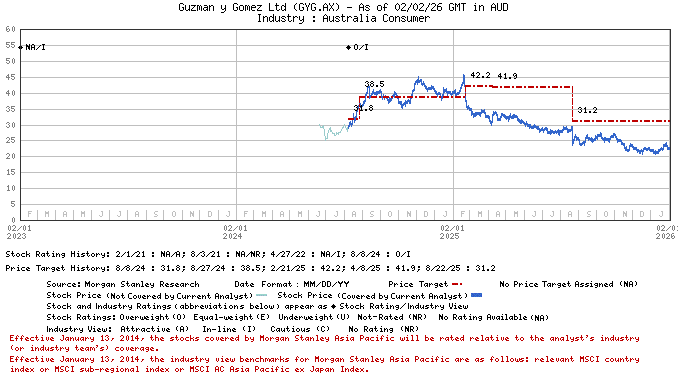 Guzman y Gomez Ltd (GYG.AX) - As of 02/02/26 GMT in AUD
Industry : Australia Consumer
60
55
50
45
40
35
30
25
20
15
10
5
0
NA/I
O/I
31.8
38.5
42.2
41.9
31.2
F M A M J J A S O N D F M A M J J A S O N D F M A M J J A S O N D
02/01 02/01 02/01 02/01
2023 2024 2025 2026
Stock Rating History: 2/1/21 : NA/A; 8/3/21 : NA/NR; 4/27/22 : NA/I; 8/8/24 : O/I
Price Target History: 8/8/24 : 31.8; 8/27/24 : 38.5; 2/21/25 : 42.2; 4/8/25 : 41.9; 8/22/25 : 31.2
Source: Morgan Stanley Research Date Format : MM/DD/YY Price Target No Price Target Assigned (NA)
Stock Price (Not Covered by Current Analyst) Stock Price (Covered by Current Analyst)
Stock and Industry Ratings (abbreviations below) appear as ♦ Stock Rating/Industry View
Stock Ratings: Overweight (O) Equal-weight (E) Underweight (U) Not-Rated (NR) No Rating Available (NA)
Industry View: Attractive (A) In-line (I) Cautious (C) No Rating (NR)
Effective January 13, 2014, the stocks covered by Morgan Stanley Asia Pacific will be rated relative to the analyst's industry
(or industry team's) coverage.
Effective January 13, 2014, the industry view benchmarks for Morgan Stanley Asia Pacific are as follows: relevant MSCI country
index or MSCI sub-regional index or MSCI AC Asia Pacific ex Japan Index.